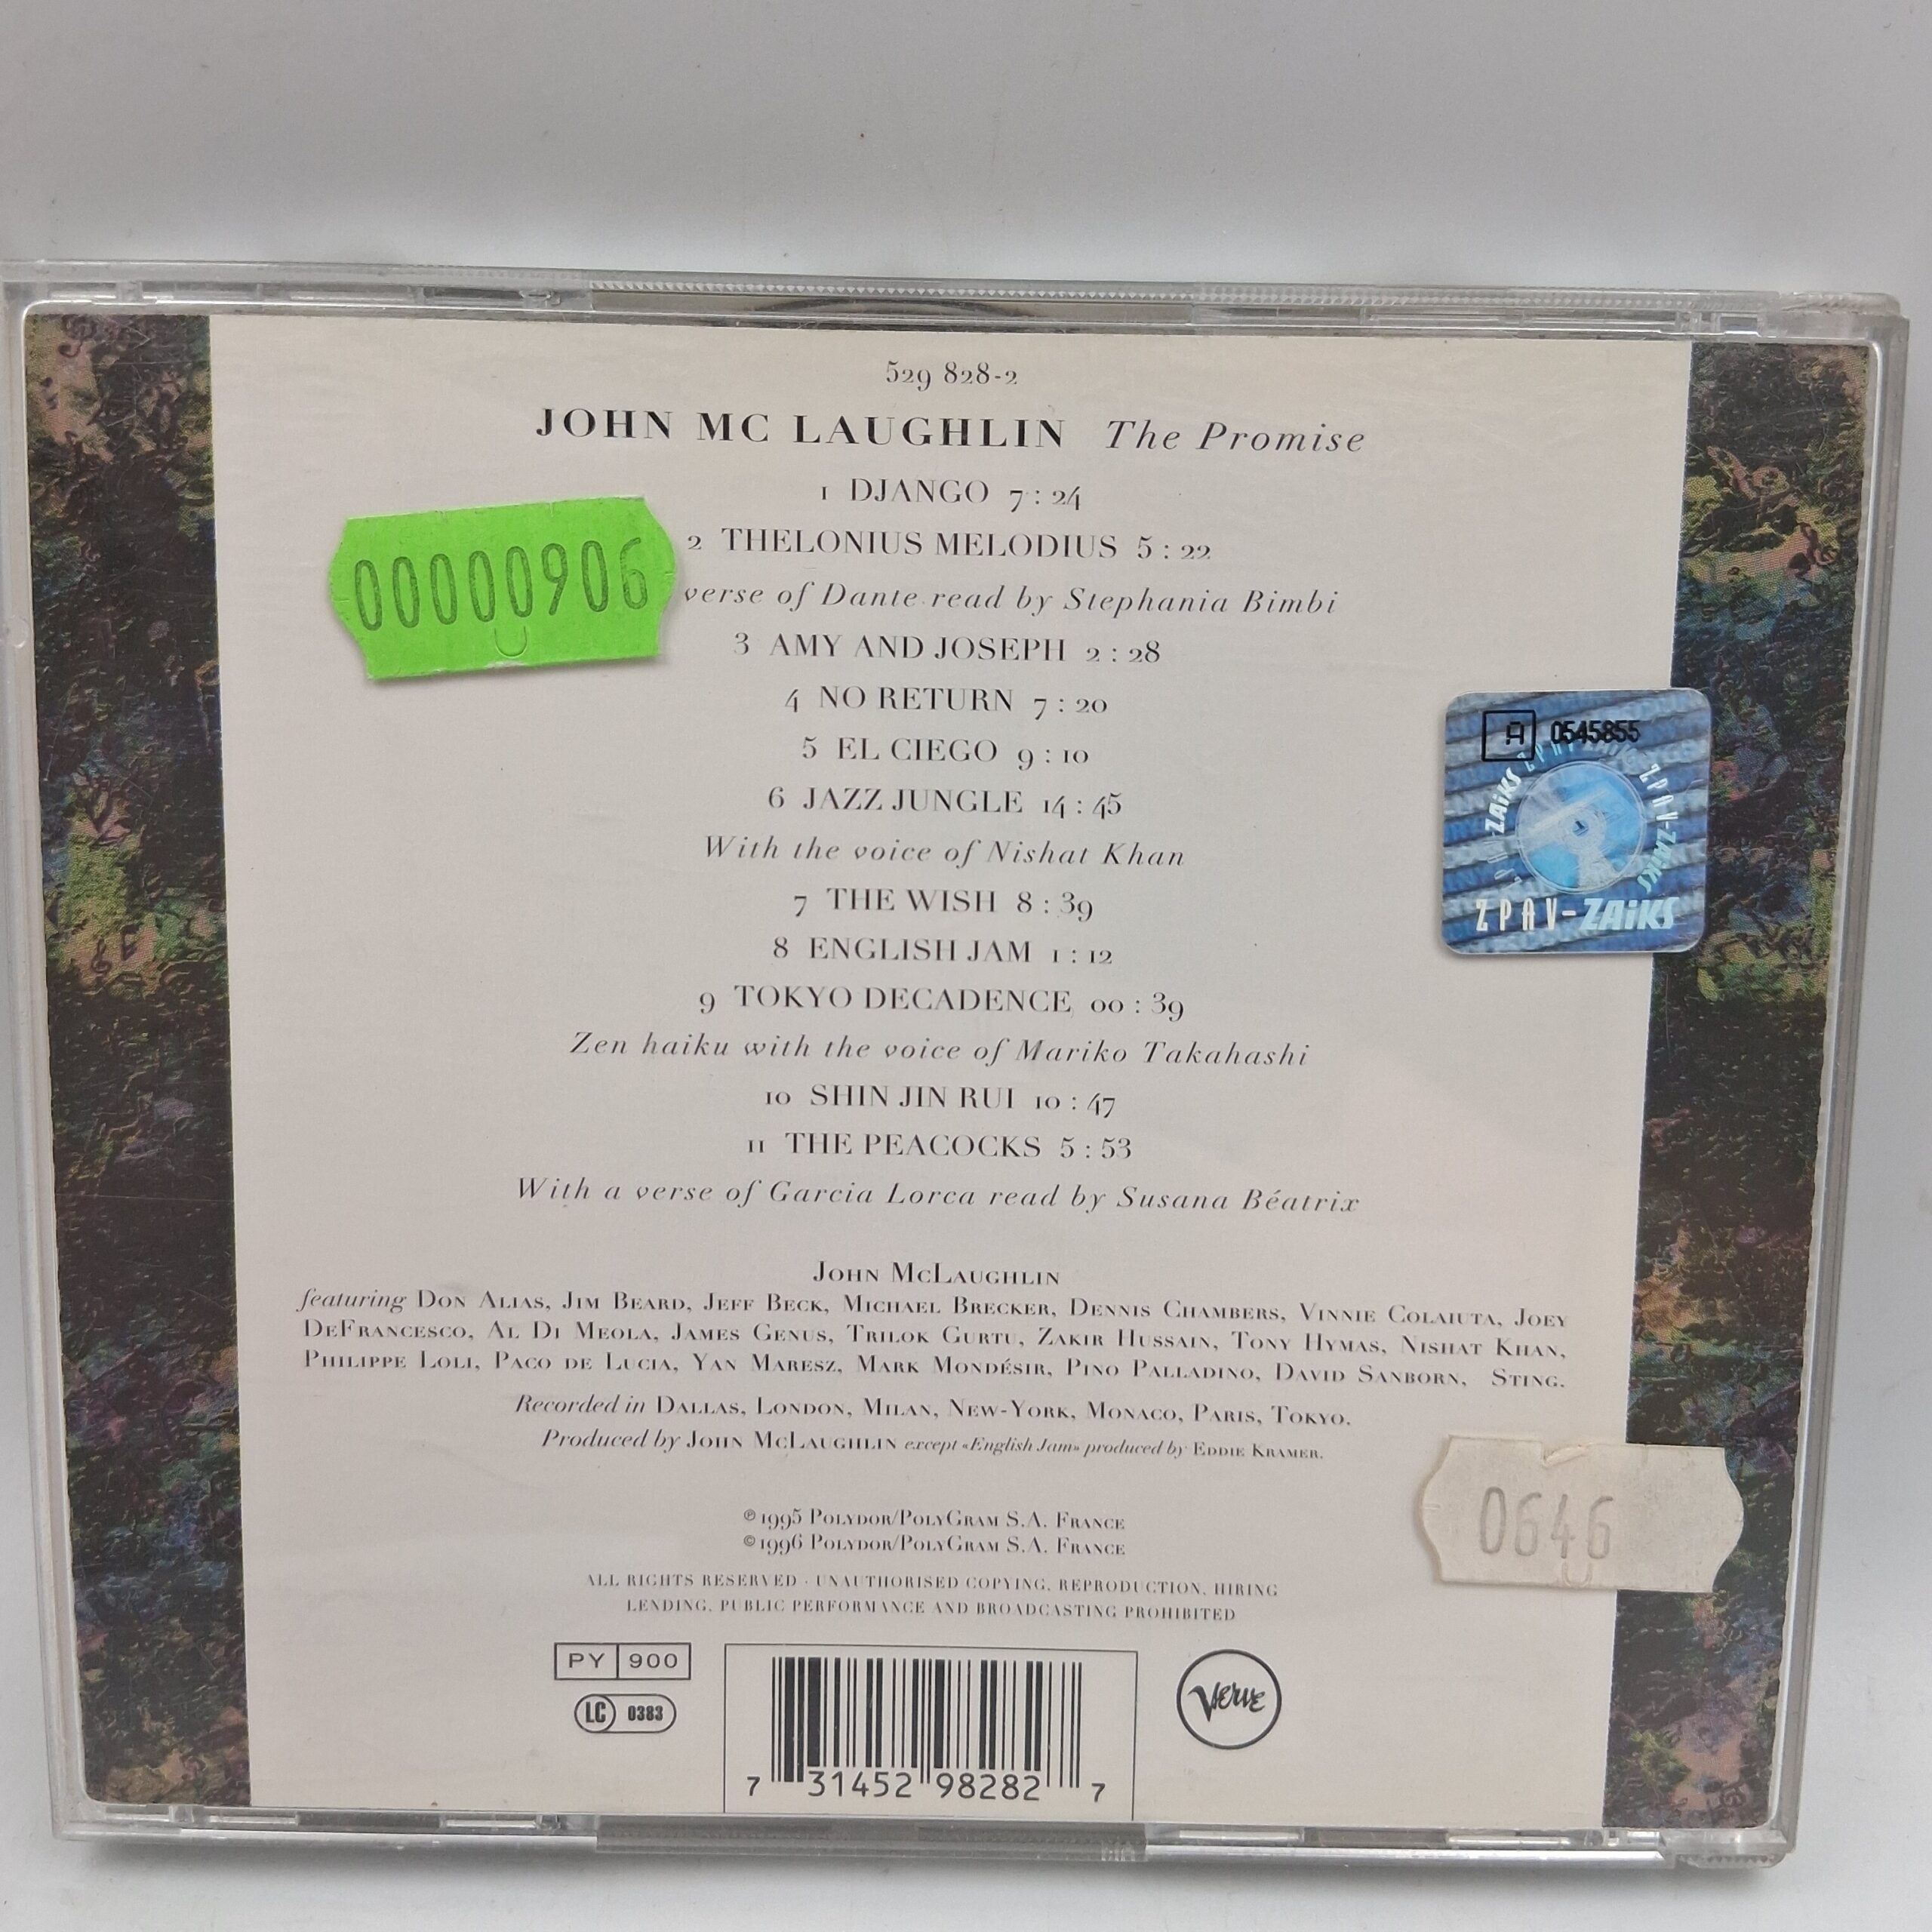 529 828-2
JOHN MC LAUGHLIN The Promise
1 DJANGO 7 : 24
2 THELONIUS MELODIUS 5 : 22
00000906
verse of Dante read by Stephania Bimbi
3 AMY AND JOSEPH 2 : 28
4 NO RETURN 7 : 20
5 EL CIEGO 9 : 10
6 JAZZ JUNGLE 14 : 45
With the voice of Nishat Khan
7 THE WISH 8 : 39
8 ENGLISH JAM 1 : 12
9 TOKYO DECADENCE 00 : 39
Zen haiku with the voice of Mariko Takahashi
10 SHIN JIN RUI 10 : 47
11 THE PEACOCKS 5 : 53
With a verse of Garcia Lorca read by Susana Béatrix
A 0545855
ZAiKS ZPAV-ZAiKS
ZPAV-ZAiKS
JOHN MCLAUGHLIN
featuring DON ALIAS, JIM BEARD, JEFF BECK, MICHAEL BRECKER, DENNIS CHAMBERS, VINNIE COLAIUTA, JOEY
DEFRANCESCO, AL DI MEOLA, JAMES GENUS, TRILOK GURTU, ZAKIR HUSSAIN, TONY HYMAS, NISHAT KHAN,
PHILIPPE LOLI, PACO DE LUCIA, YAN MARESZ, MARK MONDÉSIR, PINO PALLADINO, DAVID SANBORN, STING.
Recorded in DALLAS, LONDON, MILAN, NEW-YORK, MONACO, PARIS, TOKYO.
Produced by JOHN MCLAUGHLIN except «English Jam» produced by EDDIE KRAMER.
0646
℗ 1995 POLYDOR/POLYGRAM S.A. FRANCE
© 1996 POLYDOR/POLYGRAM S.A. FRANCE
ALL RIGHTS RESERVED · UNAUTHORISED COPYING, REPRODUCTION, HIRING
LENDING, PUBLIC PERFORMANCE AND BROADCASTING PROHIBITED
PY 900
LC 0383
7 31452 98282 7
VERVE